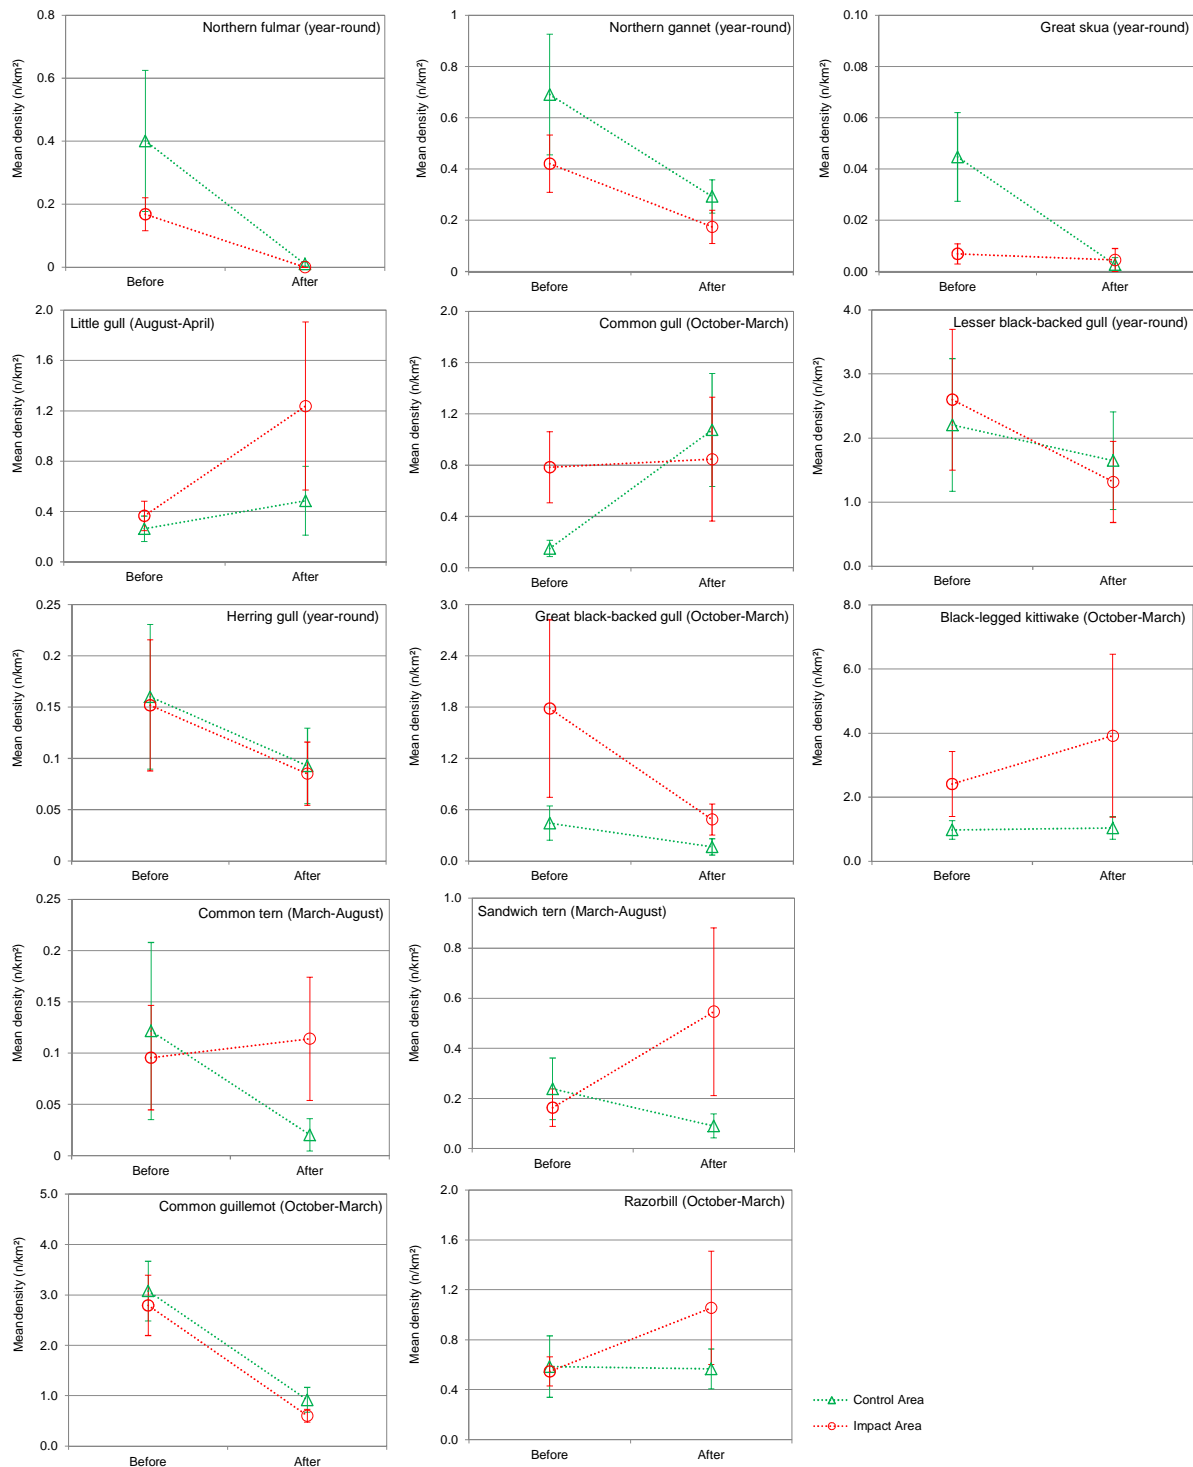 Northern fulmar (year-round)
Mean density (n/km²)
0.8
0.6
0.4
0.2
0
Before
After
Northern gannet (year-round)
Mean density (n/km²)
1
0.8
0.6
0.4
0.2
0
Before
After
Great skua (year-round)
Mean density (n/km²)
0.10
0.08
0.06
0.04
0.02
0.00
Before
After
Little gull (August-April)
Mean density (n/km²)
2.0
1.6
1.2
0.8
0.4
0.0
Before
After
Common gull (October-March)
Mean density (n/km²)
2.0
1.6
1.2
0.8
0.4
0.0
Before
After
Lesser black-backed gull (year-round)
Mean density (n/km²)
4.0
3.0
2.0
1.0
0.0
Before
After
Herring gull (year-round)
Mean density (n/km²)
0.25
0.2
0.15
0.1
0.05
0
Before
After
Great black-backed gull (October-March)
Mean density (n/km²)
3.0
2.4
1.8
1.2
0.6
0.0
Before
After
Black-legged kittiwake (October-March)
Mean density (n/km²)
8.0
6.0
4.0
2.0
0.0
Before
After
Common tern (March-August)
Mean density (n/km²)
0.25
0.2
0.15
0.1
0.05
0
Before
After
Sandwich tern (March-August)
Mean density (n/km²)
1.0
0.8
0.6
0.4
0.2
0.0
Before
After
Common guillemot (October-March)
Meandensity (n/km²)
5.0
4.0
3.0
2.0
1.0
0.0
Before
After
Razorbill (October-March)
Mean density (n/km²)
2.0
1.6
1.2
0.8
0.4
0.0
Before
After
Control Area
Impact Area